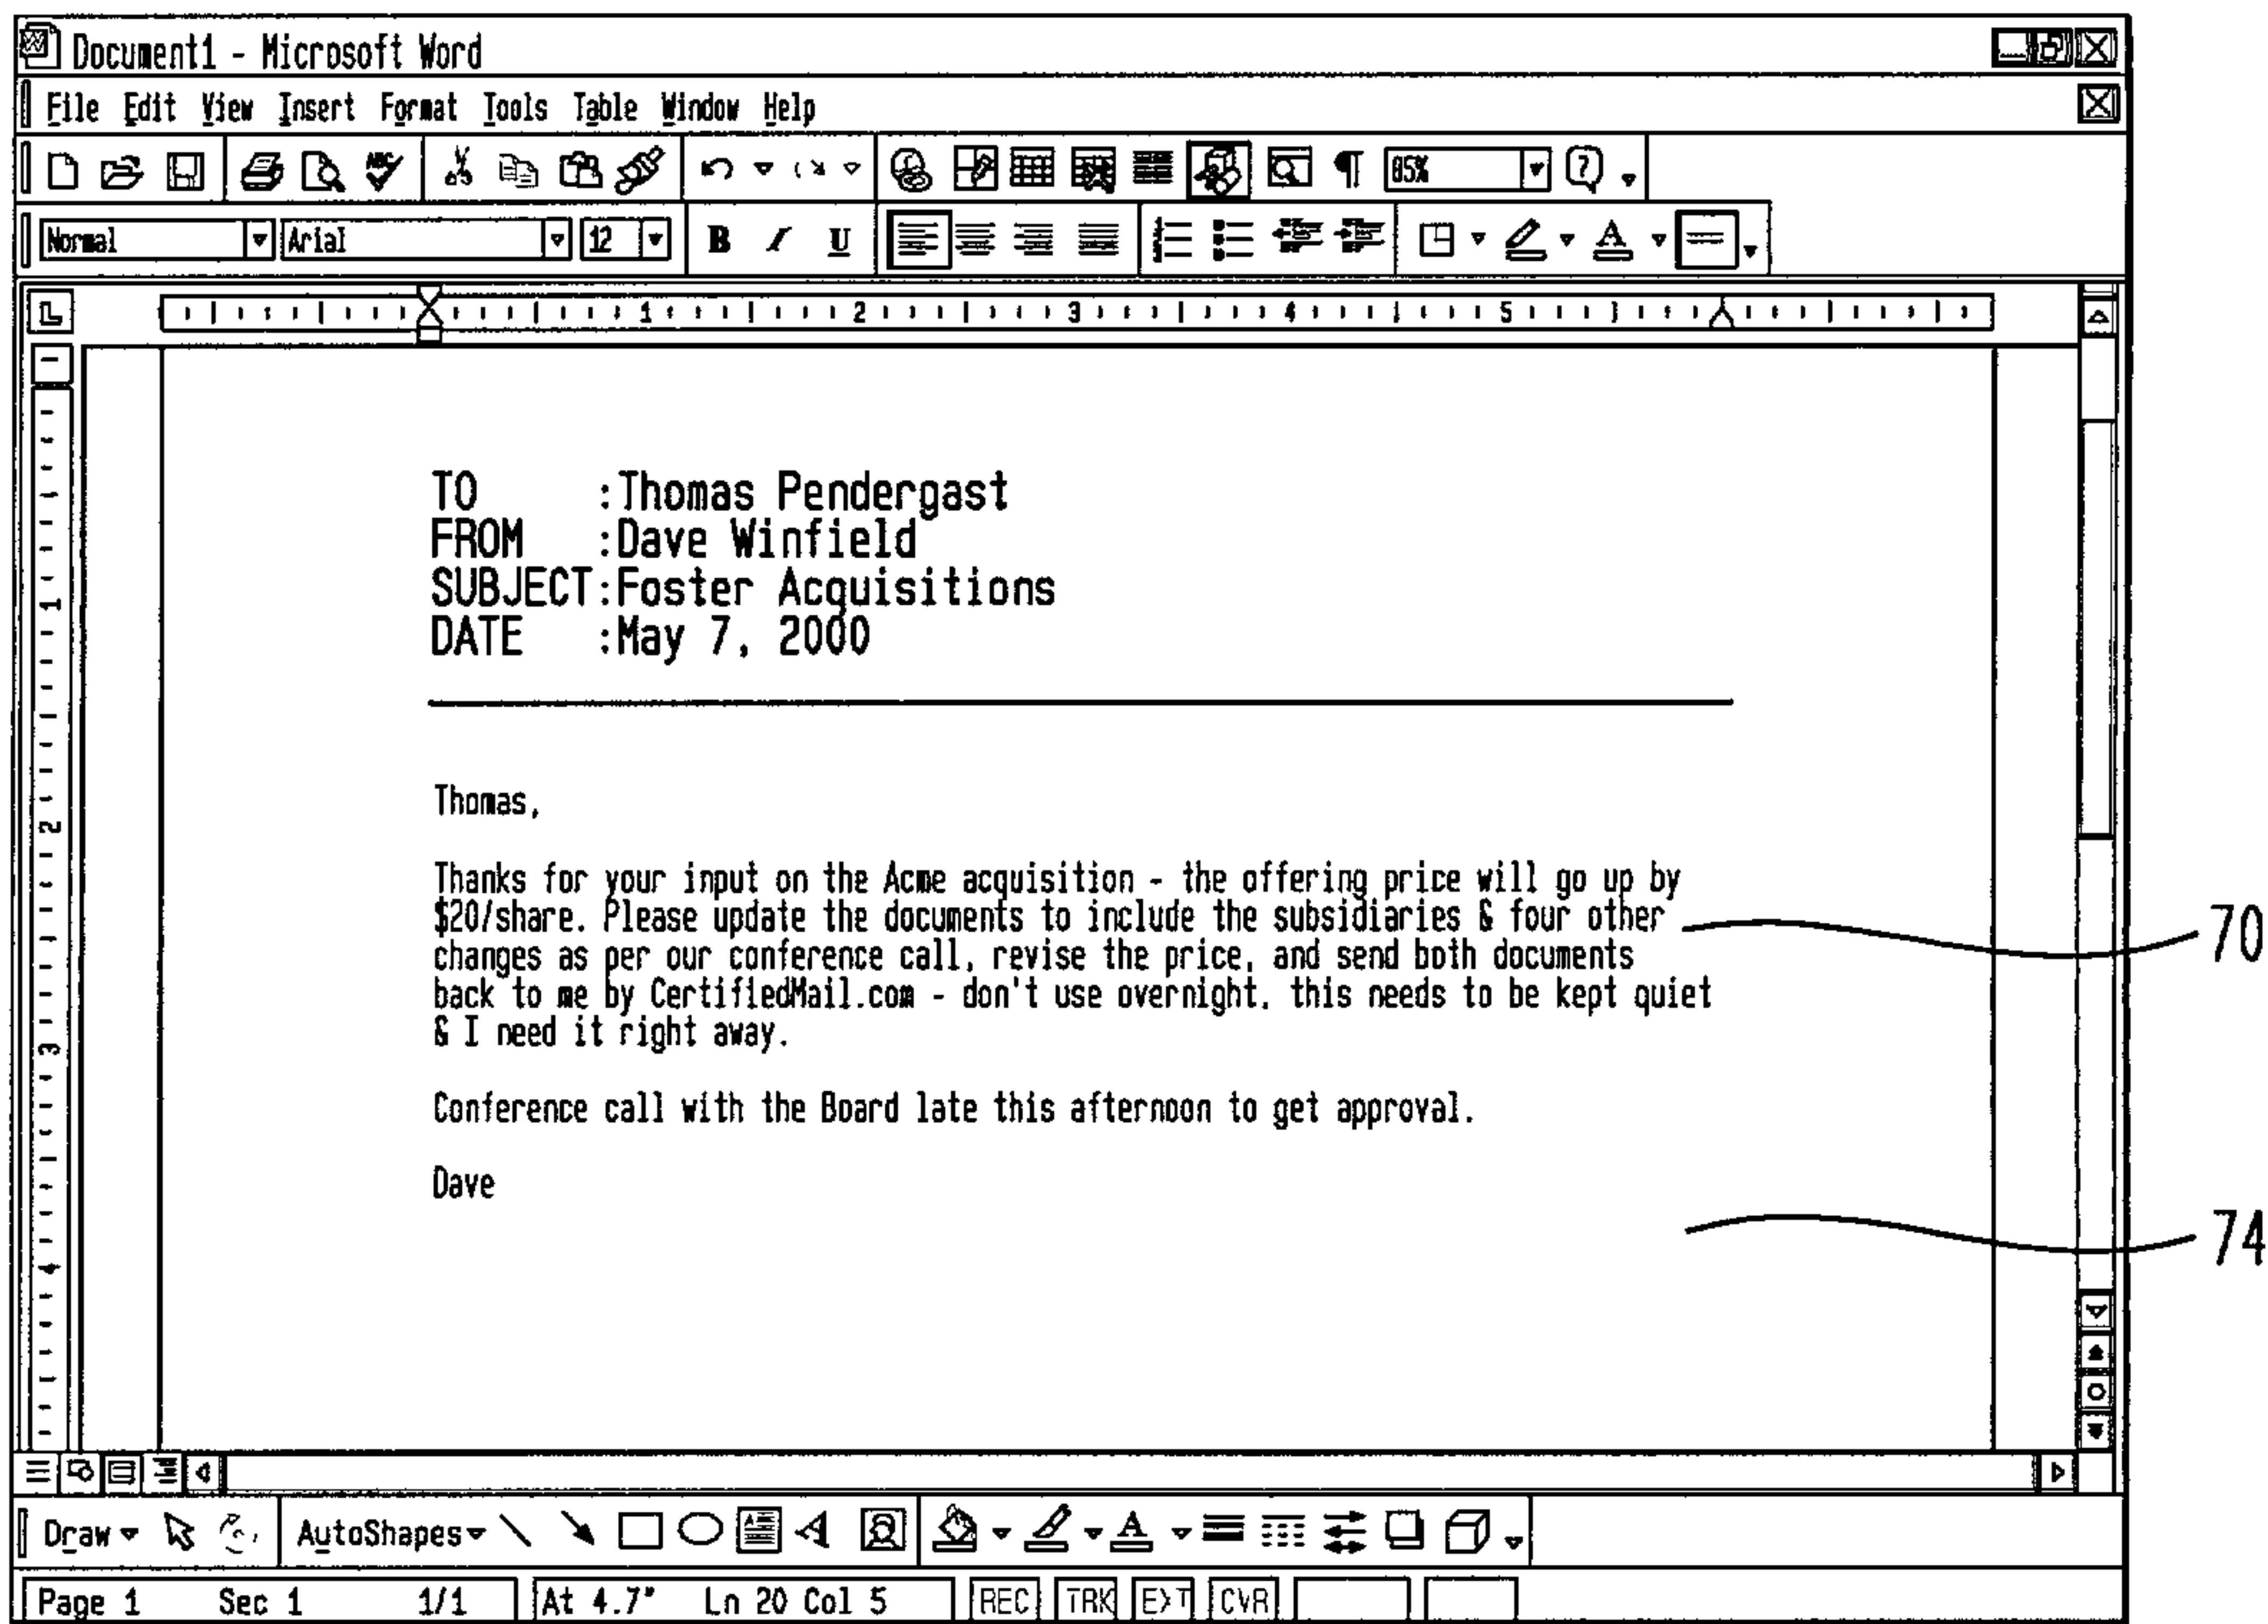 Document1 - Microsoft Word
File Edit View Insert Format Tools Table Window Help
ABC 85% ?
Normal Arial 12 B I U A
L 1 2 3 4 5
TO :Thomas Pendergast
FROM :Dave Winfield
SUBJECT:Foster Acquisitions
DATE :May 7, 2000
Thomas,
Thanks for your input on the Acme acquisition - the offering price will go up by
$20/share. Please update the documents to include the subsidiaries & four other
changes as per our conference call, revise the price, and send both documents
back to me by CertifiedMail.com - don't use overnight, this needs to be kept quiet
& I need it right away.
Conference call with the Board late this afternoon to get approval.
Dave
70
74
1 2 3 4
Draw AutoShapes A A
Page 1 Sec 1 1/1 At 4.7" Ln 20 Col 5 REC TRK EXT CVR